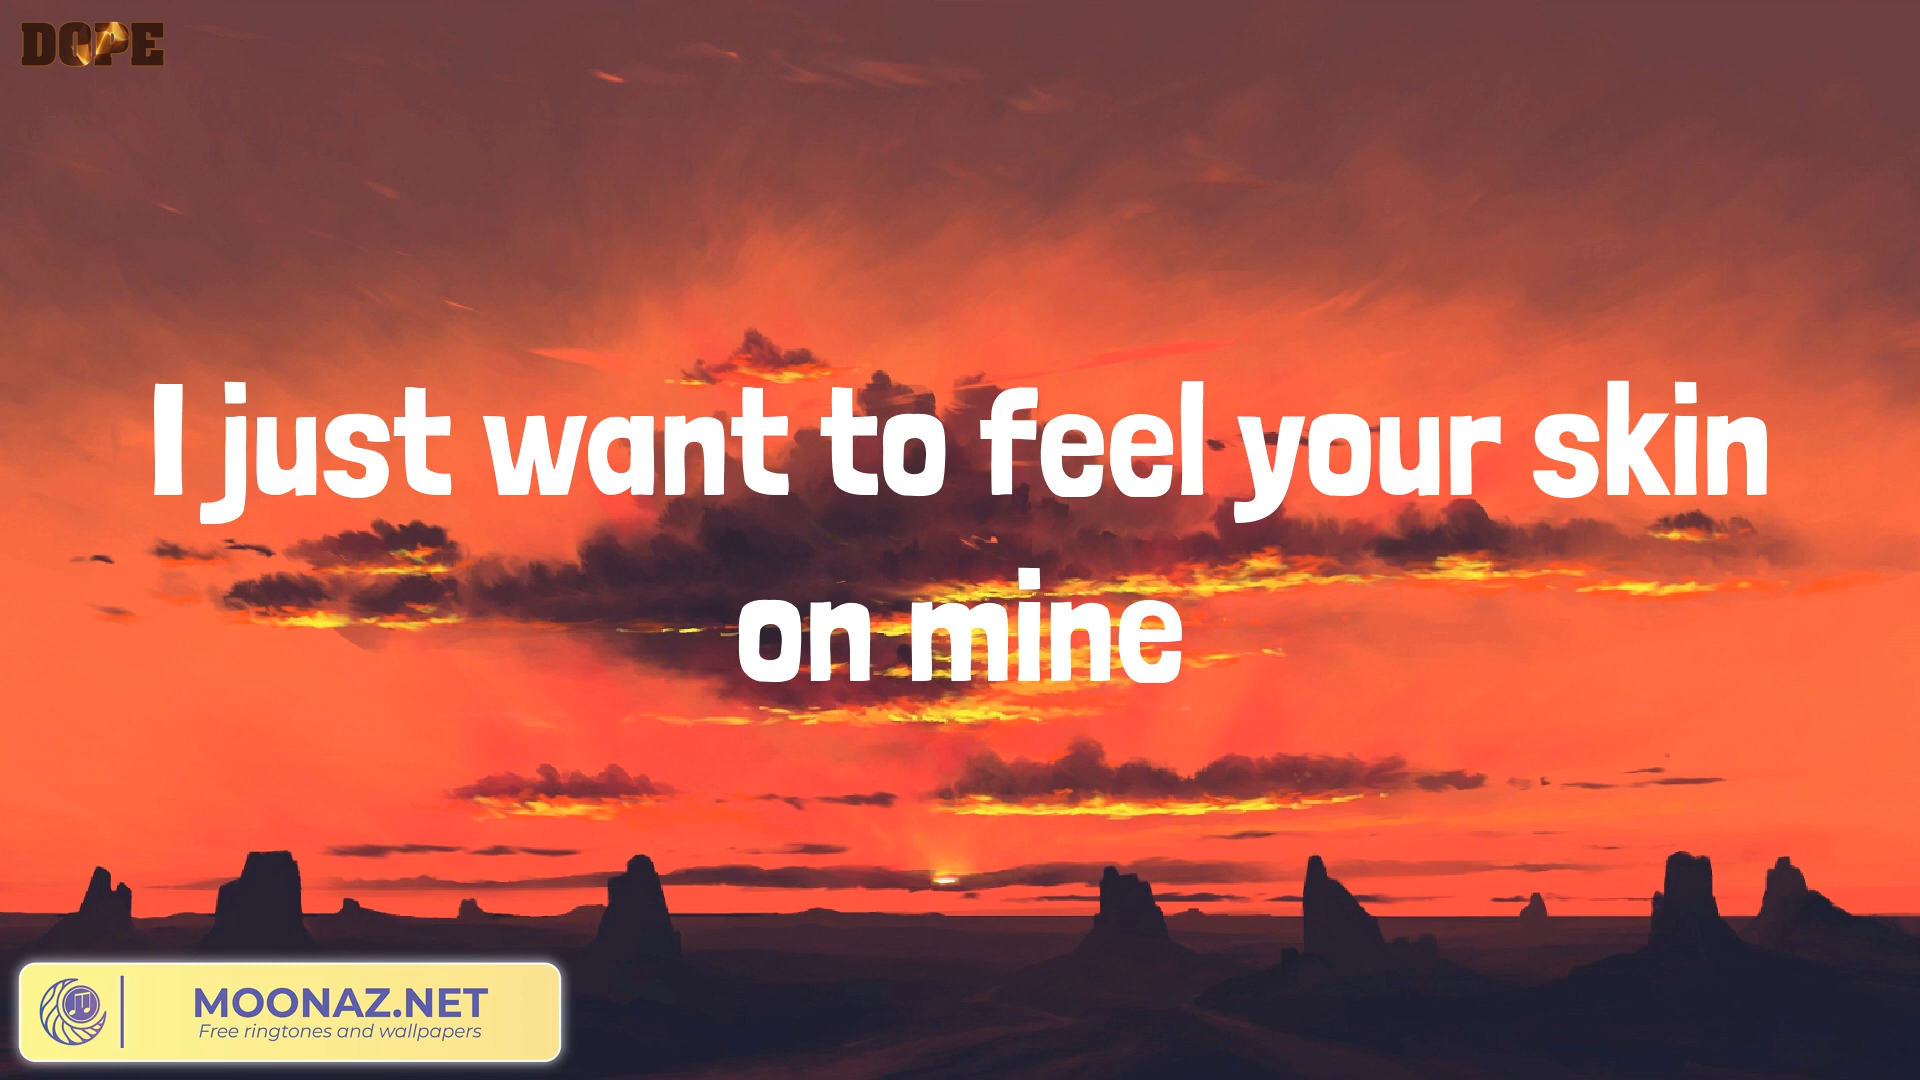 DOPE
I just want to feel your skin
on mine
MOONAZ.NET
Free ringtones and wallpapers